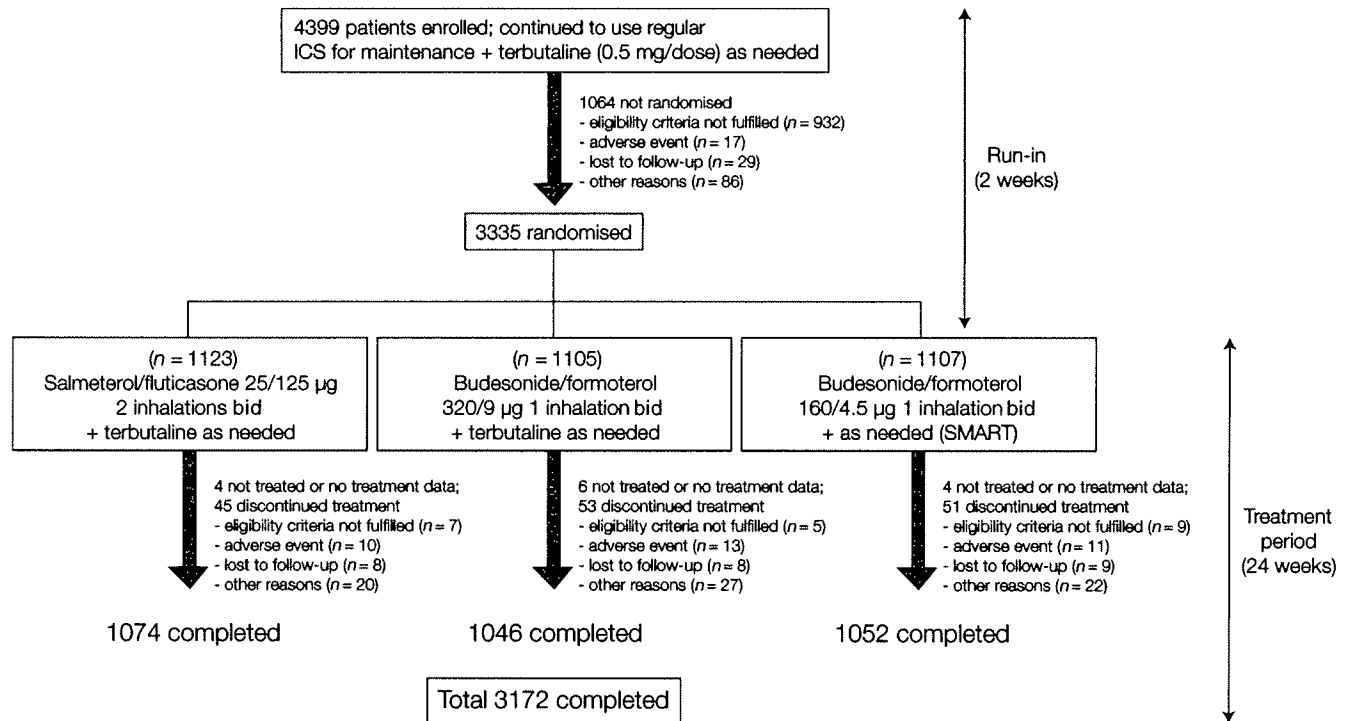 4399 patients enrolled; continued to use regular
ICS for maintenance + terbutaline (0.5 mg/dose) as needed
1064 not randomised
- eligibility criteria not fulfilled (n = 932)
- adverse event (n = 17)
- lost to follow-up (n = 29)
- other reasons (n = 86)
Run-in
(2 weeks)
3335 randomised
(n = 1123)
Salmeterol/fluticasone 25/125 µg
2 inhalations bid
+ terbutaline as needed
(n = 1105)
Budesonide/formoterol
320/9 µg 1 inhalation bid
+ terbutaline as needed
(n = 1107)
Budesonide/formoterol
160/4.5 µg 1 inhalation bid
+ as needed (SMART)
4 not treated or no treatment data;
45 discontinued treatment
- eligibility criteria not fulfilled (n = 7)
- adverse event (n = 10)
- lost to follow-up (n = 8)
- other reasons (n = 20)
6 not treated or no treatment data;
53 discontinued treatment
- eligibility criteria not fulfilled (n = 5)
- adverse event (n = 13)
- lost to follow-up (n = 8)
- other reasons (n = 27)
4 not treated or no treatment data;
51 discontinued treatment
- eligibility criteria not fulfilled (n = 9)
- adverse event (n = 11)
- lost to follow-up (n = 9)
- other reasons (n = 22)
Treatment
period
(24 weeks)
1074 completed
1046 completed
1052 completed
Total 3172 completed